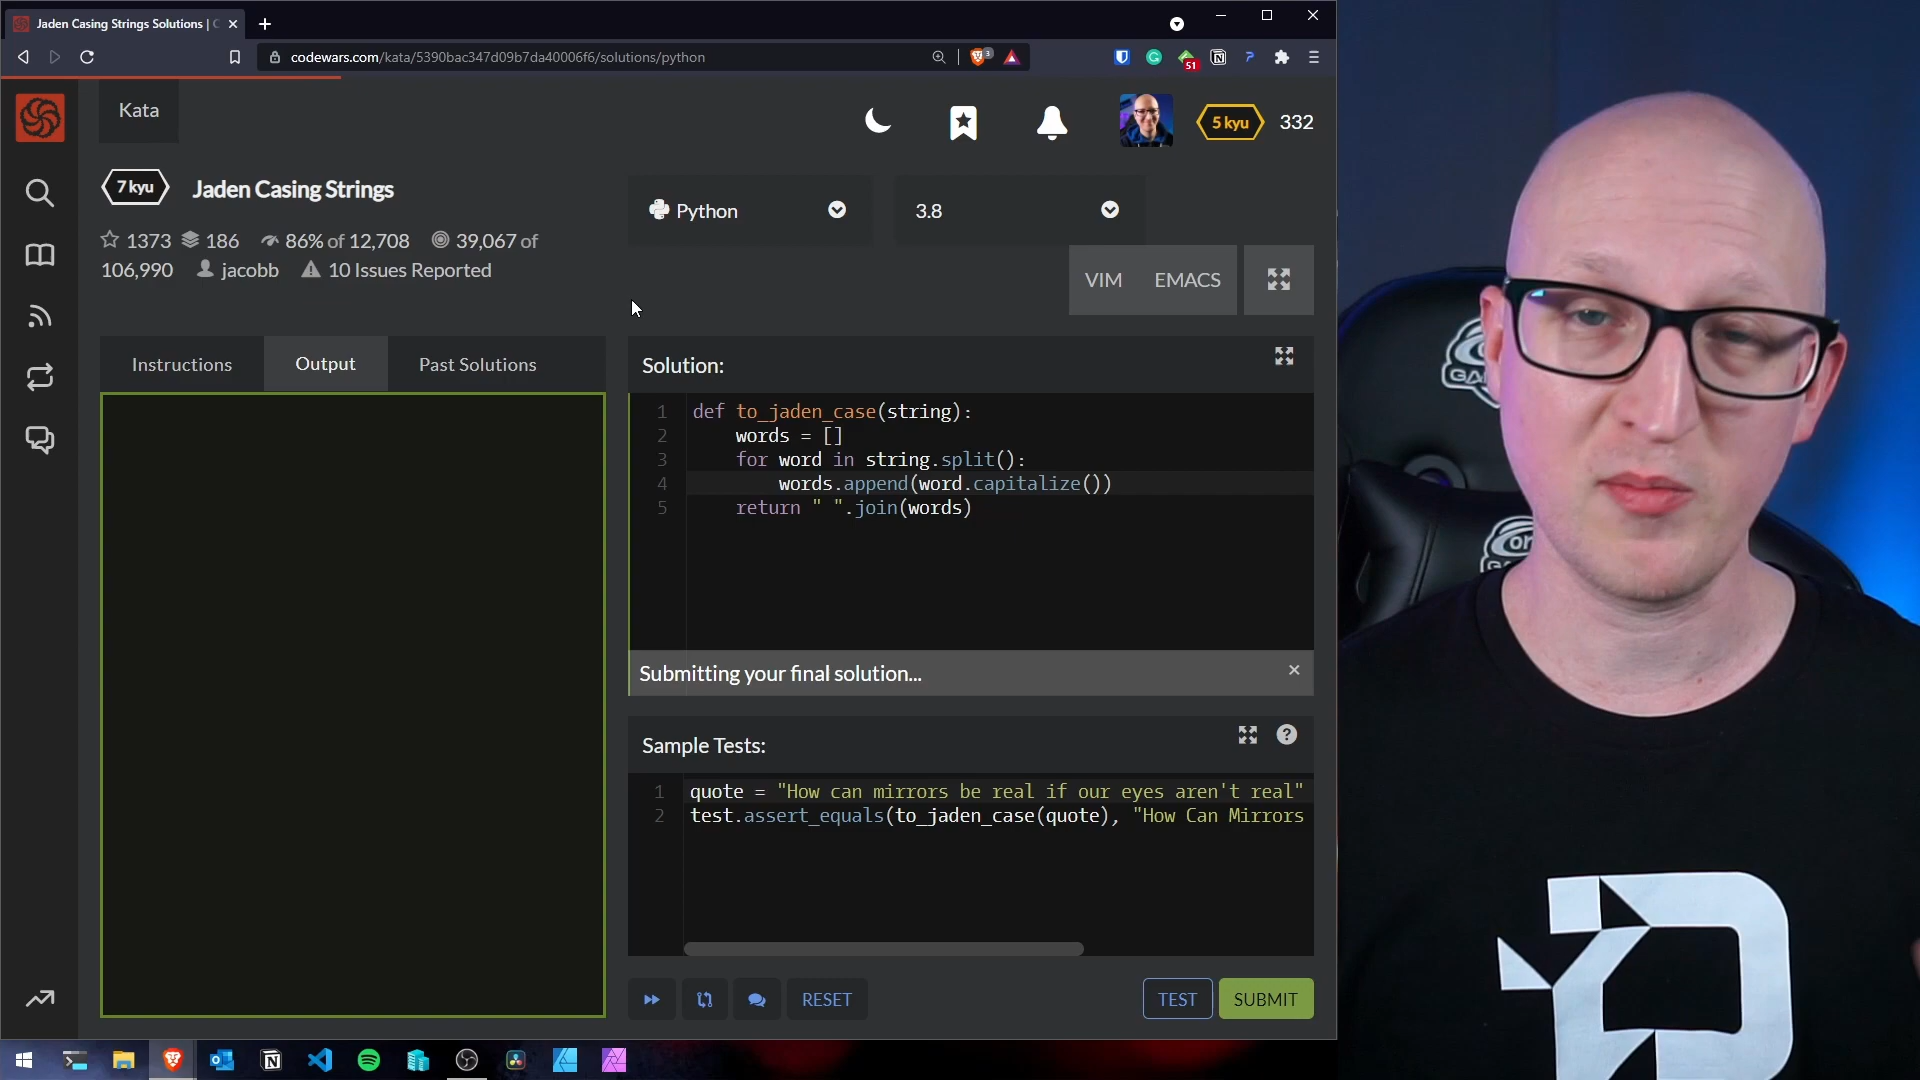 Jaden Casing Strings Solutions |
codewars.com/kata/5390bac347d09b7da40006f6/solutions/python
3
51
Kata
5 kyu
332
7 kyu
Jaden Casing Strings
1373 186 86% of 12,708 39,067 of
106,990 jacobb 10 Issues Reported
Python
3.8
VIM EMACS
Instructions
Output
Past Solutions
Solution:
1 def to_jaden_case(string):
2 words = []
3 for word in string.split():
4 words.append(word.capitalize())
5 return " ".join(words)
Submitting your final solution...
Sample Tests:
1 quote = "How can mirrors be real if our eyes aren't real"
2 test.assert_equals(to_jaden_case(quote), "How Can Mirrors
RESET
TEST
SUBMIT